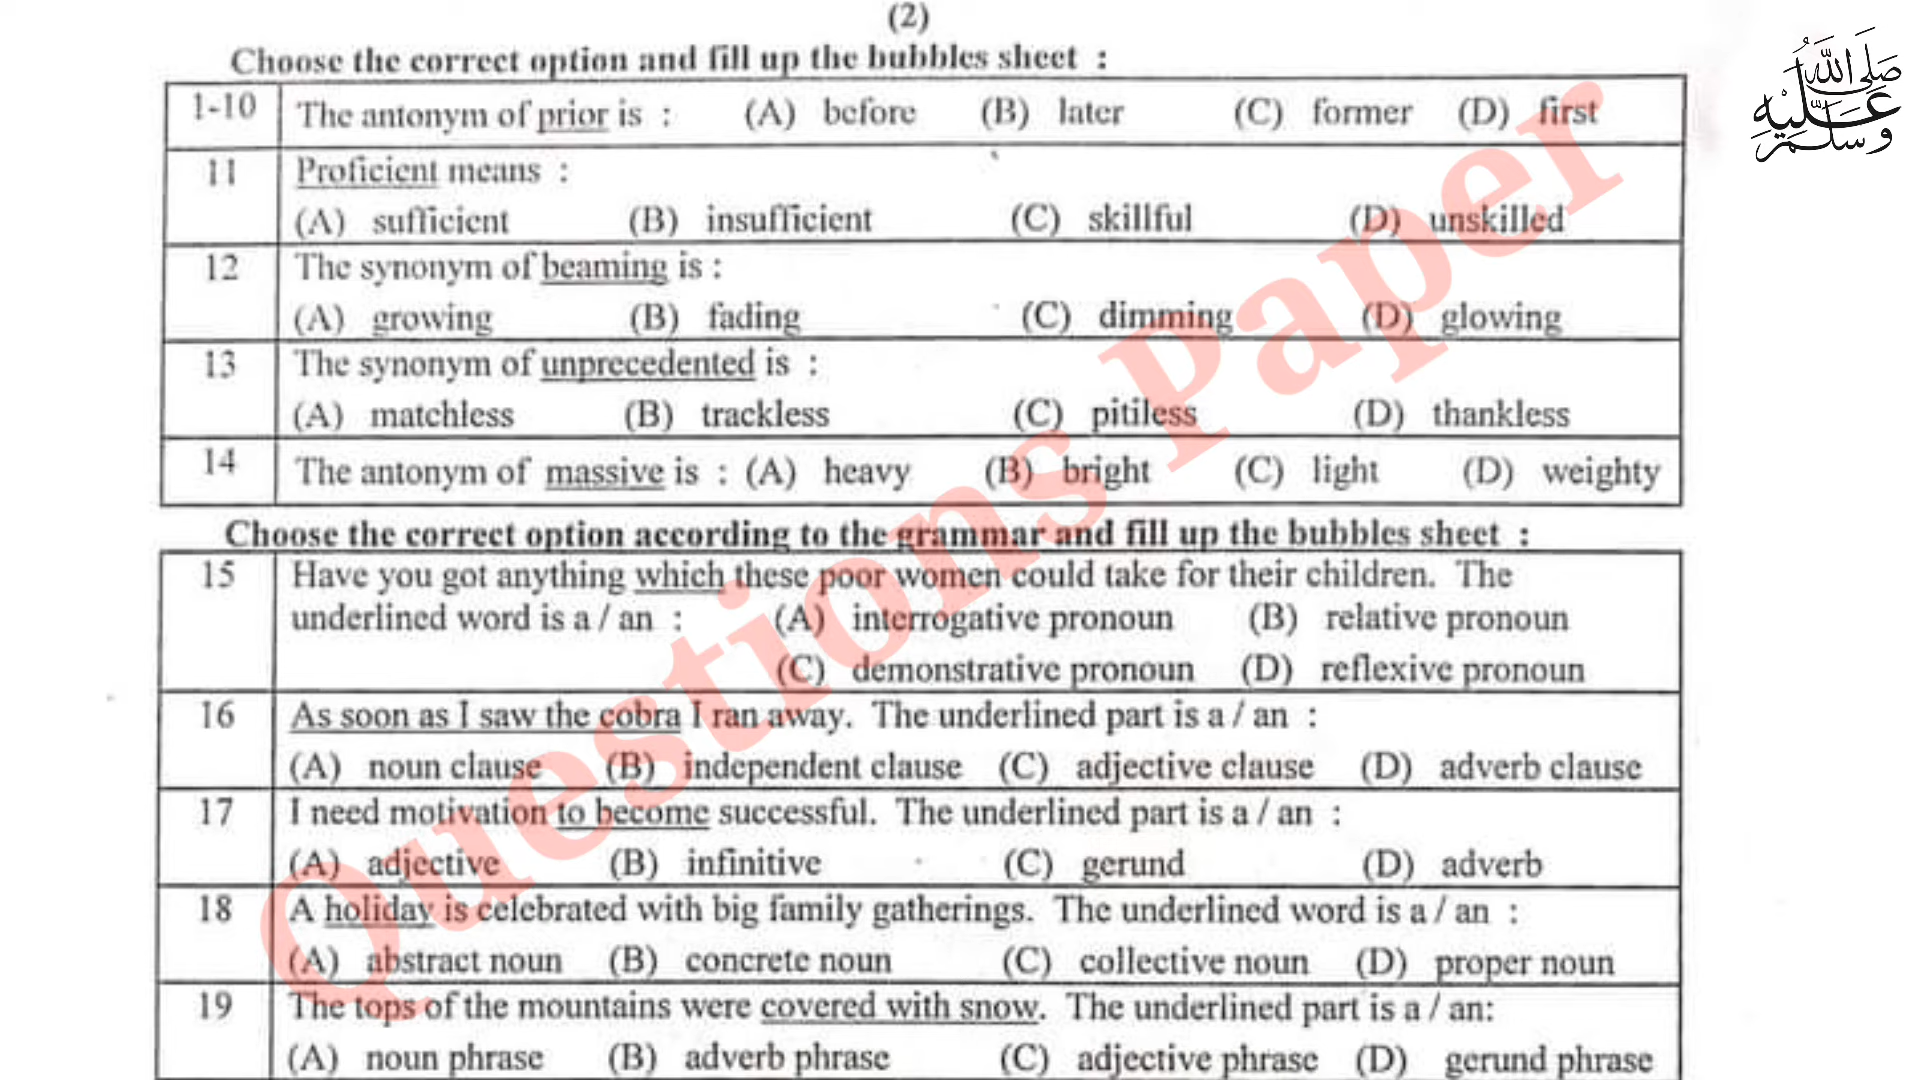 (2)
Choose the correct option and fill up the bubbles sheet :
1-10 The antonym of prior is : (A) before (B) later (C) former (D) first
11 Proficient means :
(A) sufficient (B) insufficient (C) skillful (D) unskilled
12 The synonym of beaming is :
(A) growing (B) fading (C) dimming (D) glowing
13 The synonym of unprecedented is :
(A) matchless (B) trackless (C) pitiless (D) thankless
14 The antonym of massive is : (A) heavy (B) bright (C) light (D) weighty
Choose the correct option according to the grammar and fill up the bubbles sheet :
15 Have you got anything which these poor women could take for their children. The
underlined word is a / an : (A) interrogative pronoun (B) relative pronoun
(C) demonstrative pronoun (D) reflexive pronoun
16 As soon as I saw the cobra I ran away. The underlined part is a / an :
(A) noun clause (B) independent clause (C) adjective clause (D) adverb clause
17 I need motivation to become successful. The underlined part is a / an :
(A) adjective (B) infinitive (C) gerund (D) adverb
18 A holiday is celebrated with big family gatherings. The underlined word is a / an :
(A) abstract noun (B) concrete noun (C) collective noun (D) proper noun
19 The tops of the mountains were covered with snow. The underlined part is a / an:
(A) noun phrase (B) adverb phrase (C) adjective phrase (D) gerund phrase
Questions Paper
صلى الله
عليه
وسلم